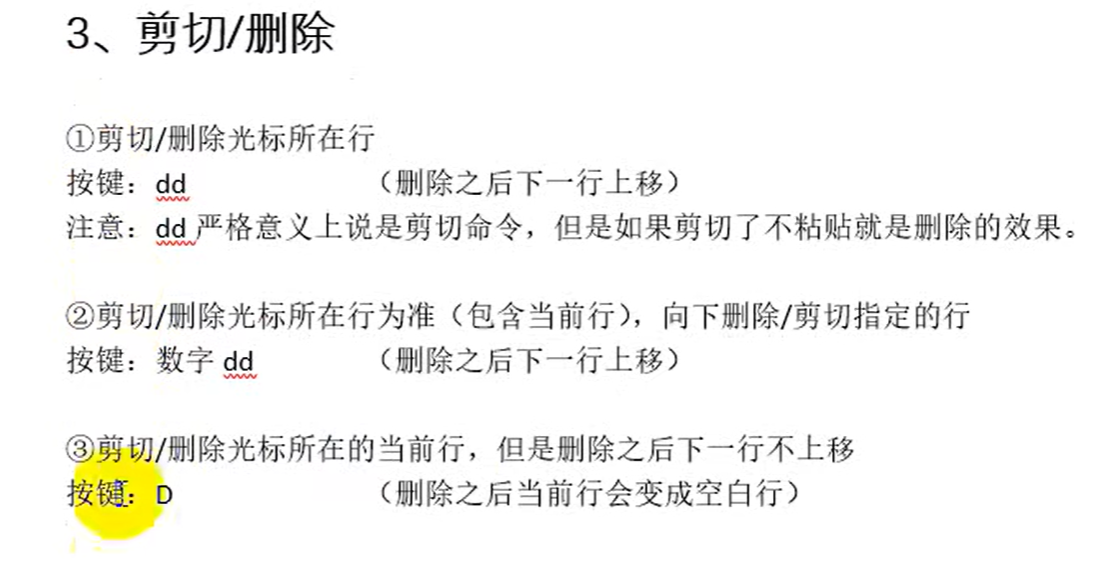 3、剪切/删除
①剪切/删除光标所在行
按键：dd （删除之后下一行上移）
注意：dd 严格意义上说是剪切命令，但是如果剪切了不粘贴就是删除的效果。
②剪切/删除光标所在行为准（包含当前行），向下删除/剪切指定的行
按键：数字 dd （删除之后下一行上移）
③剪切/删除光标所在的当前行，但是删除之后下一行不上移
按键：D （删除之后当前行会变成空白行）